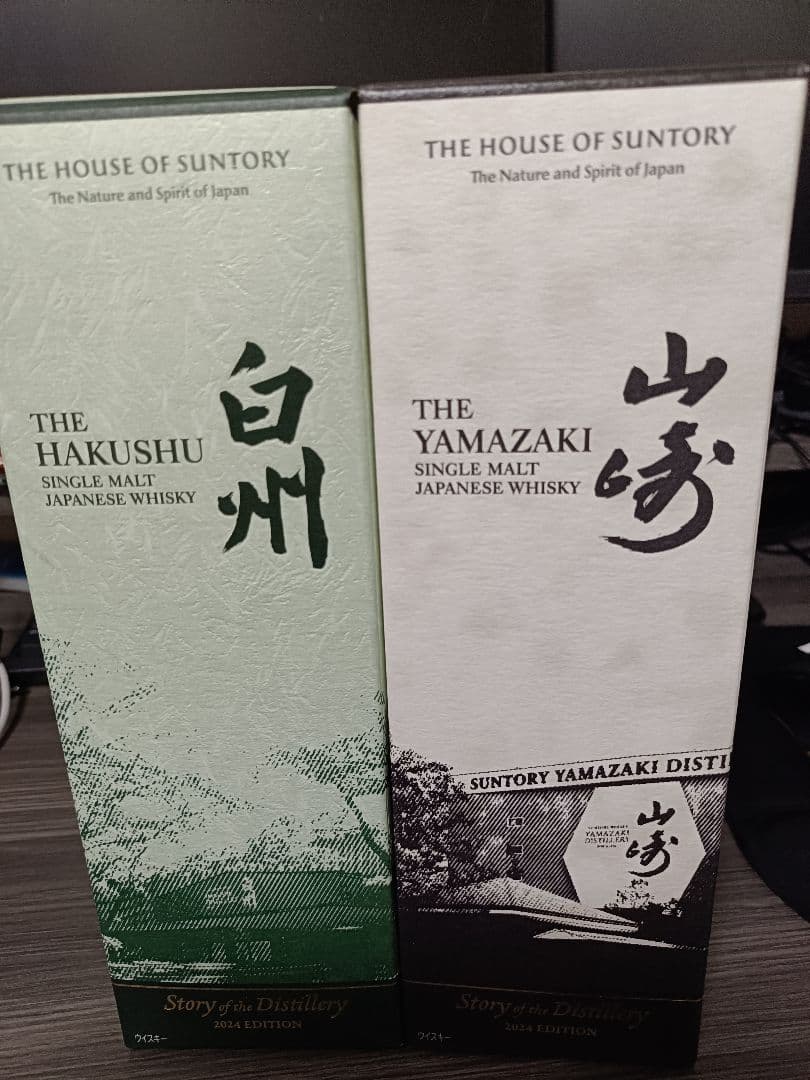 THE HOUSE OF SUNTORY
The Nature and Spirit of Japan
白州
THE
HAKUSHU
SINGLE MALT
JAPANESE WHISKY
Story of the Distillery
2024 EDITION
ウイスキー
THE HOUSE OF SUNTORY
The Nature and Spirit of Japan
山崎
THE
YAMAZAKI
SINGLE MALT
JAPANESE WHISKY
SUNTORY YAMAZAKI DISTI
山崎
YAMAZAKI
DISTILLERY
Story of the Distillery
2024 EDITION
ウイスキー